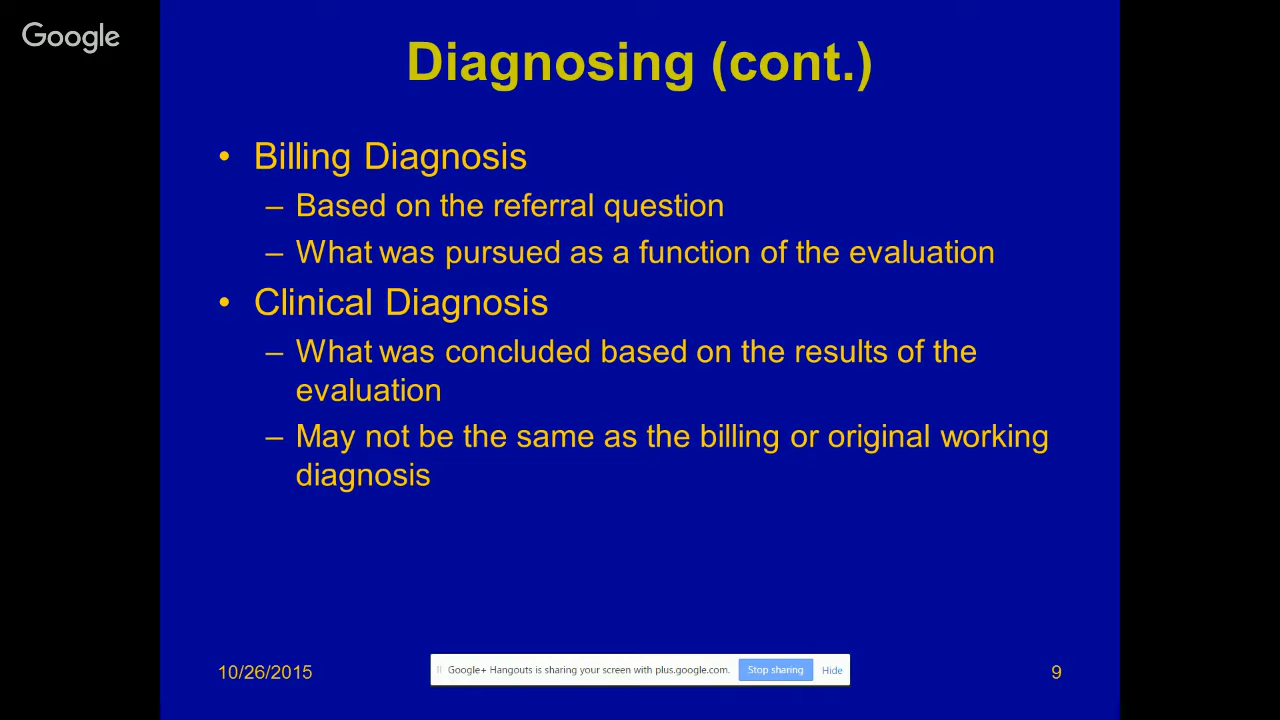 Google
Diagnosing (cont.)
• Billing Diagnosis
– Based on the referral question
– What was pursued as a function of the evaluation
• Clinical Diagnosis
– What was concluded based on the results of the
evaluation
– May not be the same as the billing or original working
diagnosis
10/26/2015
Google+ Hangouts is sharing your screen with plus.google.com. Stop sharing Hide
9